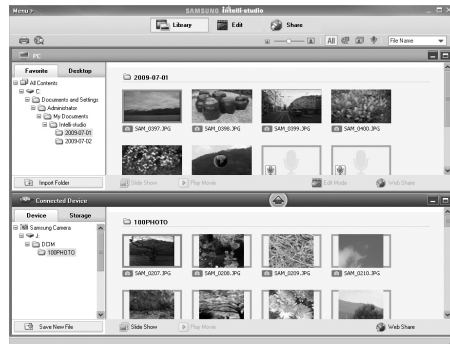 Menu >
SAMSUNG Intelli-studio
Library Edit Share
All File Name
PC
Favorite Desktop
All Contents
C:
Documents and Settings
Administrator
My Documents
Intelli-studio
2009-07-01
2009-07-02
2009-07-01
SAM_0397.JPG SAM_0398.JPG SAM_0399.JPG SAM_0400.JPG
Import Folder Slide Show Play Movie Edit Mode Web Share
Connected Device
Device Storage
Samsung Camera
J:
DCIM
100PHOTO
100PHOTO
SAM_0207.JPG SAM_0208.JPG SAM_0209.JPG SAM_0210.JPG
Save New File Slide Show Play Movie Web Share